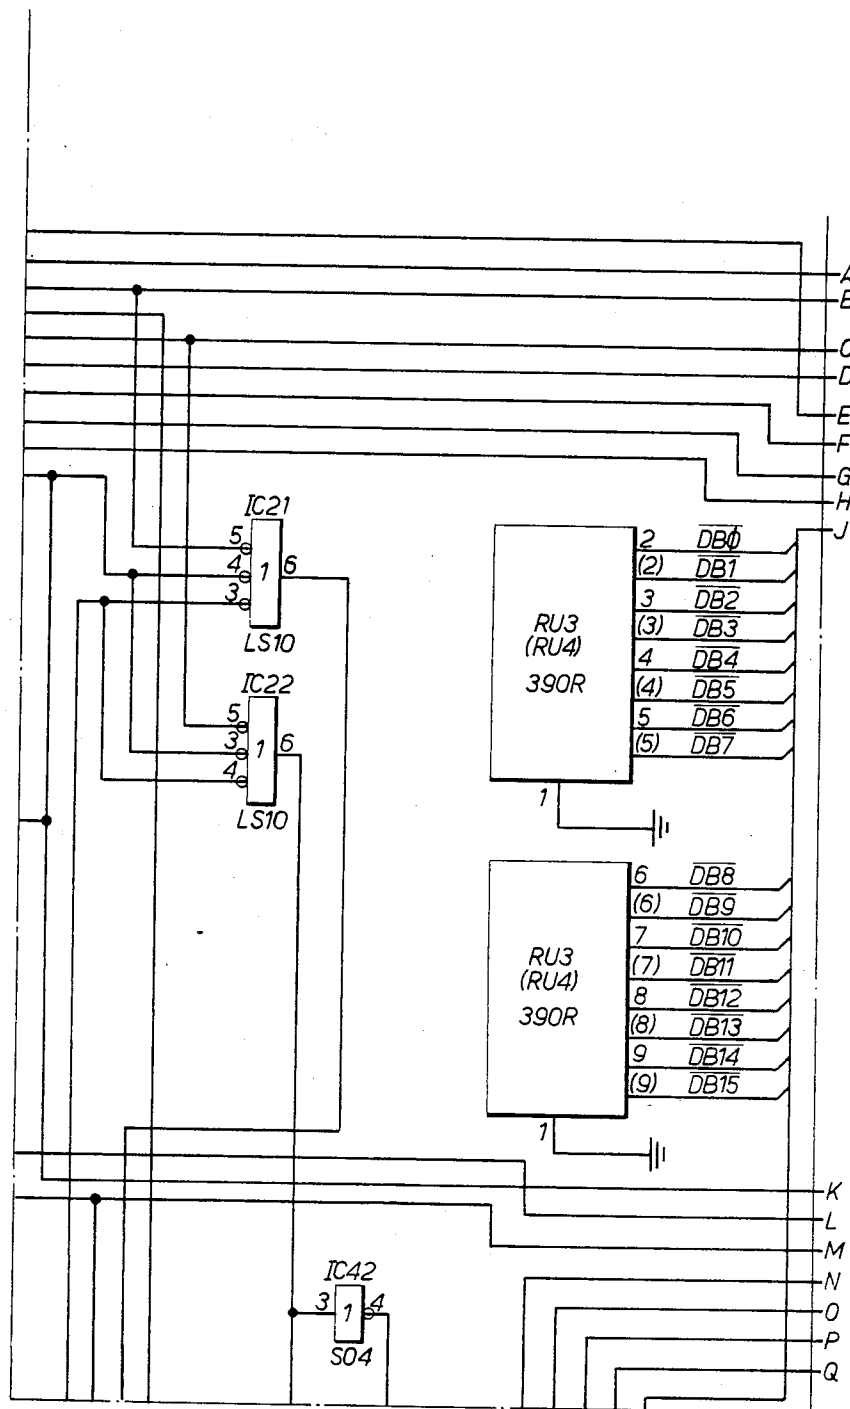 A
B
C
D
E
F
G
H
J
IC21
5
4
3
1
6
LS10
IC22
5
3
4
1
6
LS10
RU3
(RU4)
390R
2 DBφ
(2) DB1
3 DB2
(3) DB3
4 DB4
(4) DB5
5 DB6
(5) DB7
1
RU3
(RU4)
390R
6 DB8
(6) DB9
7 DB10
(7) DB11
8 DB12
(8) DB13
9 DB14
(9) DB15
1
K
L
M
N
O
P
Q
IC42
3 1 4
S04